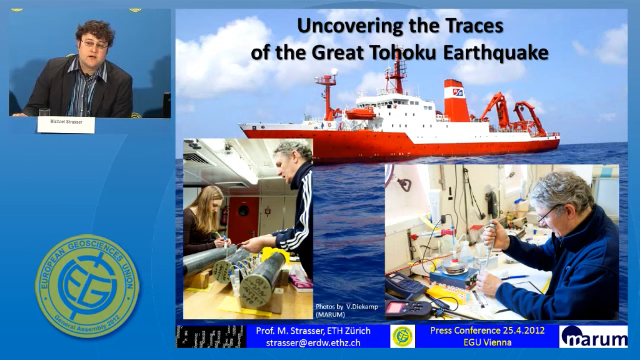 Uncovering the Traces
of the Great Tohoku Earthquake
Michael Strasser
EUROPEAN GEOSCIENCES UNION
EGU
General Assembly 2012
Photos by V.Diekamp
(MARUM)
Prof. M. Strasser, ETH Zürich
strasser@erdw.ethz.ch
Press Conference 25.4.2012
EGU Vienna
marum